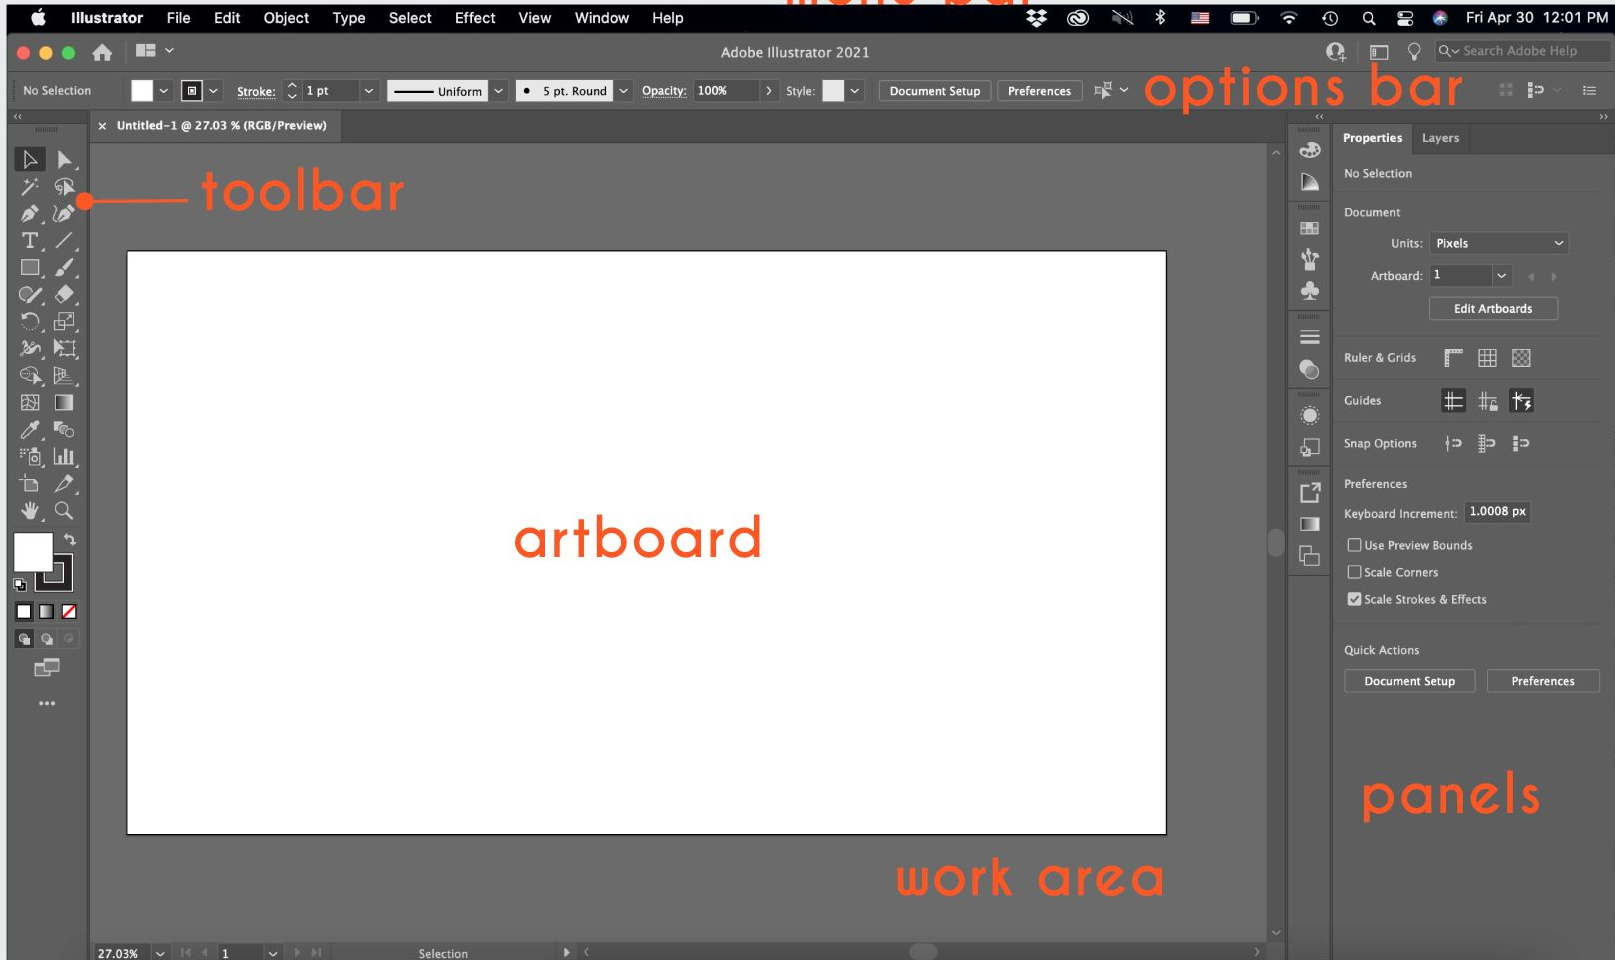 menu bar
Illustrator File Edit Object Type Select Effect View Window Help Fri Apr 30 12:01 PM
Adobe Illustrator 2021 Search Adobe Help
No Selection Stroke: 1 pt Uniform 5 pt. Round Opacity: 100% Style: Document Setup Preferences
options bar
Untitled-1 @ 27.03 % (RGB/Preview)
toolbar
artboard
work area
Properties Layers
No Selection
Document
Units: Pixels
Artboard: 1
Edit Artboards
Ruler & Grids
Guides
Snap Options
Preferences
Keyboard Increment: 1.0008 px
Use Preview Bounds
Scale Corners
Scale Strokes & Effects
Quick Actions
Document Setup Preferences
panels
27.03% 1 Selection